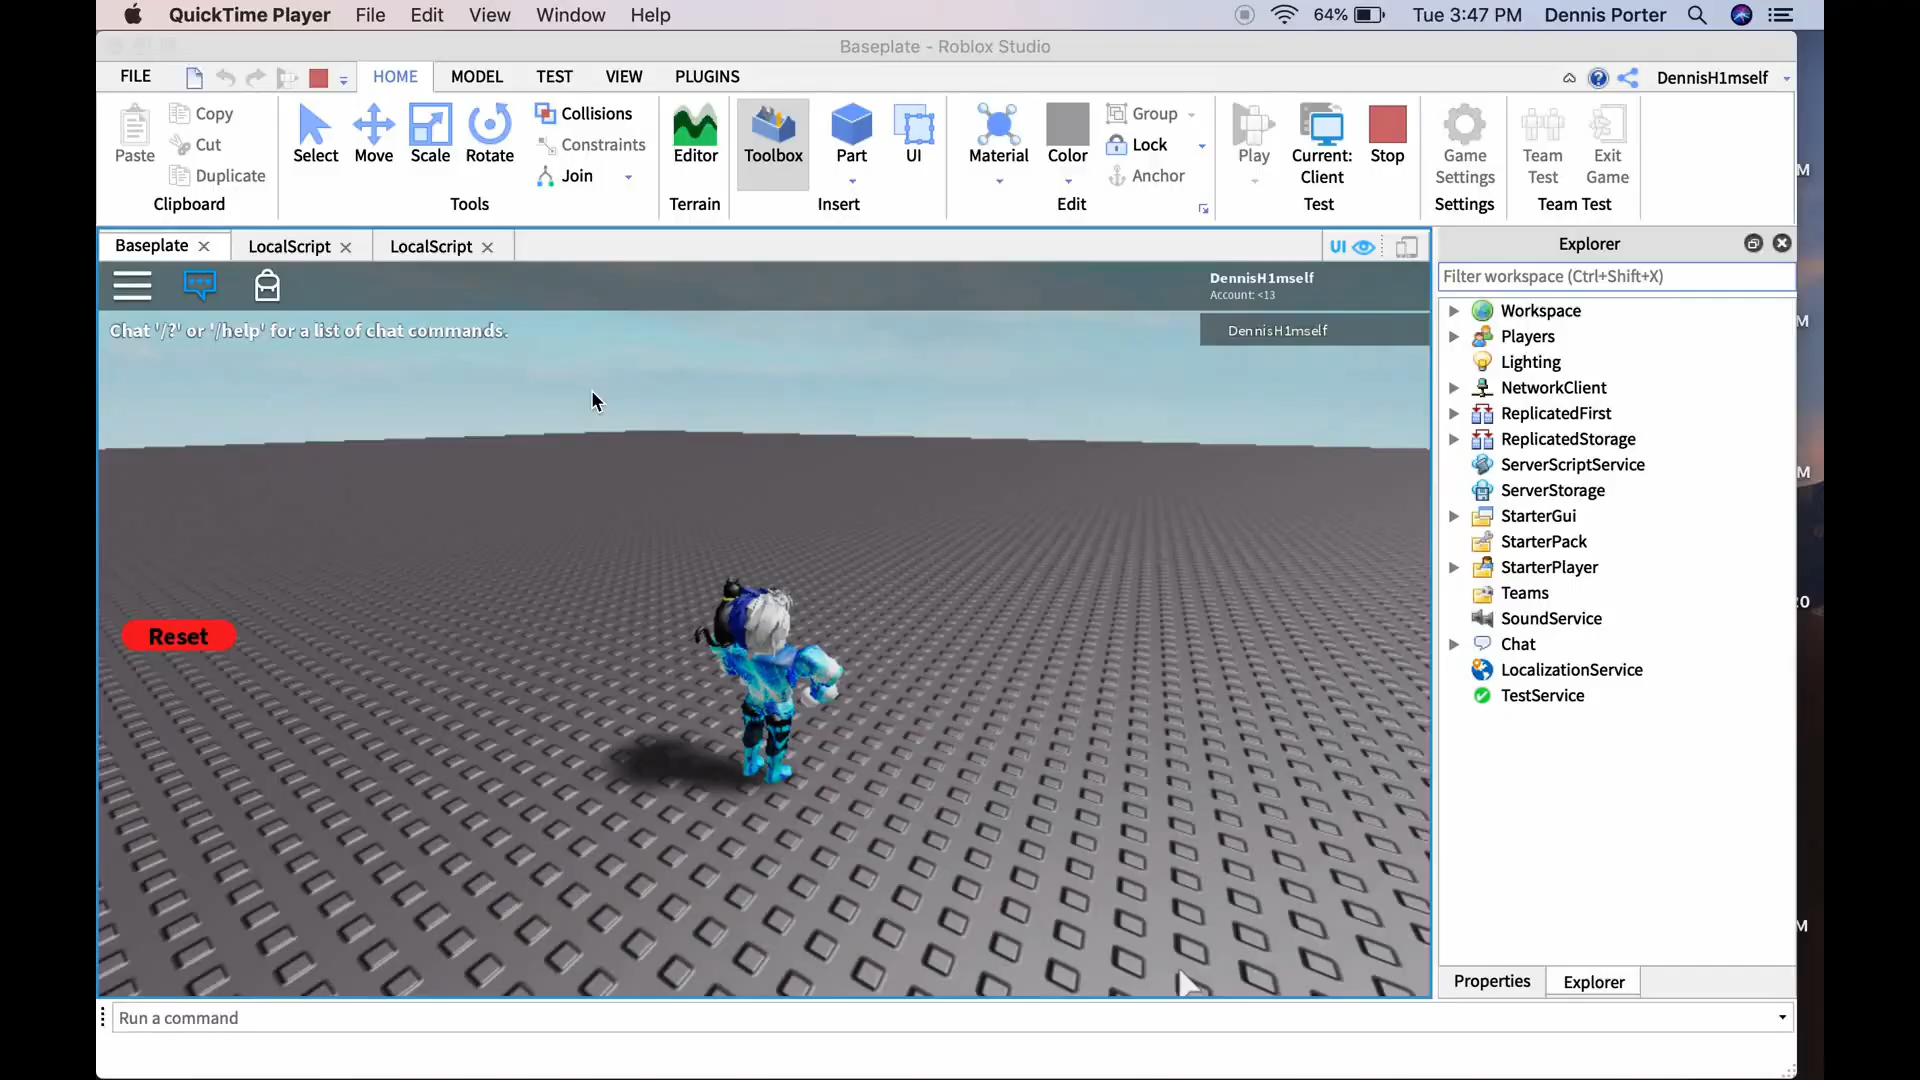 QuickTime Player File Edit View Window Help 64% Tue 3:47 PM Dennis Porter
Baseplate - Roblox Studio
FILE HOME MODEL TEST VIEW PLUGINS DennisH1mself
Paste Copy Cut Duplicate
Clipboard
Select Move Scale Rotate Collisions Constraints Join
Tools
Editor
Terrain
Toolbox Part UI
Insert
Material Color Group Lock Anchor
Edit
Play Current: Client Stop
Test
Game Settings
Settings
Team Test Exit Game
Team Test
Baseplate LocalScript LocalScript UI
DennisH1mself
Account: <13
Chat '/?' or '/help' for a list of chat commands.
DennisH1mself
Reset
Explorer
Filter workspace (Ctrl+Shift+X)
Workspace
Players
Lighting
NetworkClient
ReplicatedFirst
ReplicatedStorage
ServerScriptService
ServerStorage
StarterGui
StarterPack
StarterPlayer
Teams
SoundService
Chat
LocalizationService
TestService
Properties Explorer
Run a command
M
M
M
M